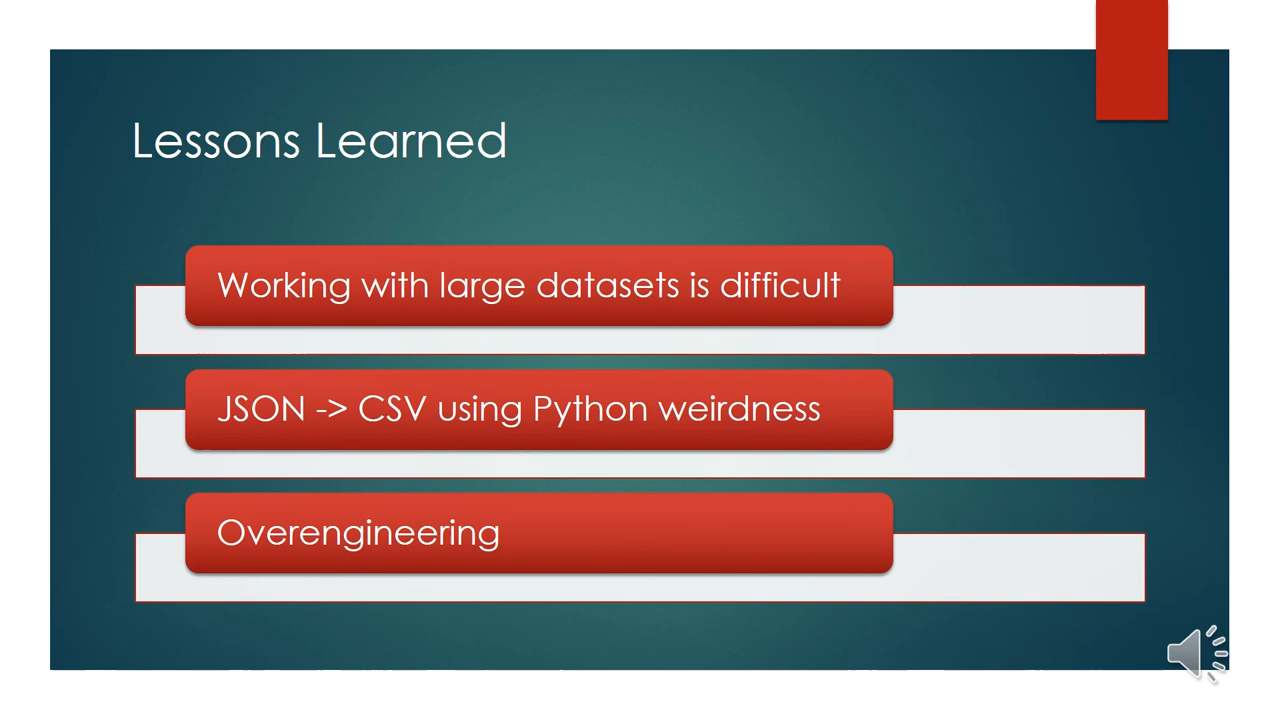 Lessons Learned
Working with large datasets is difficult
JSON -> CSV using Python weirdness
Overengineering